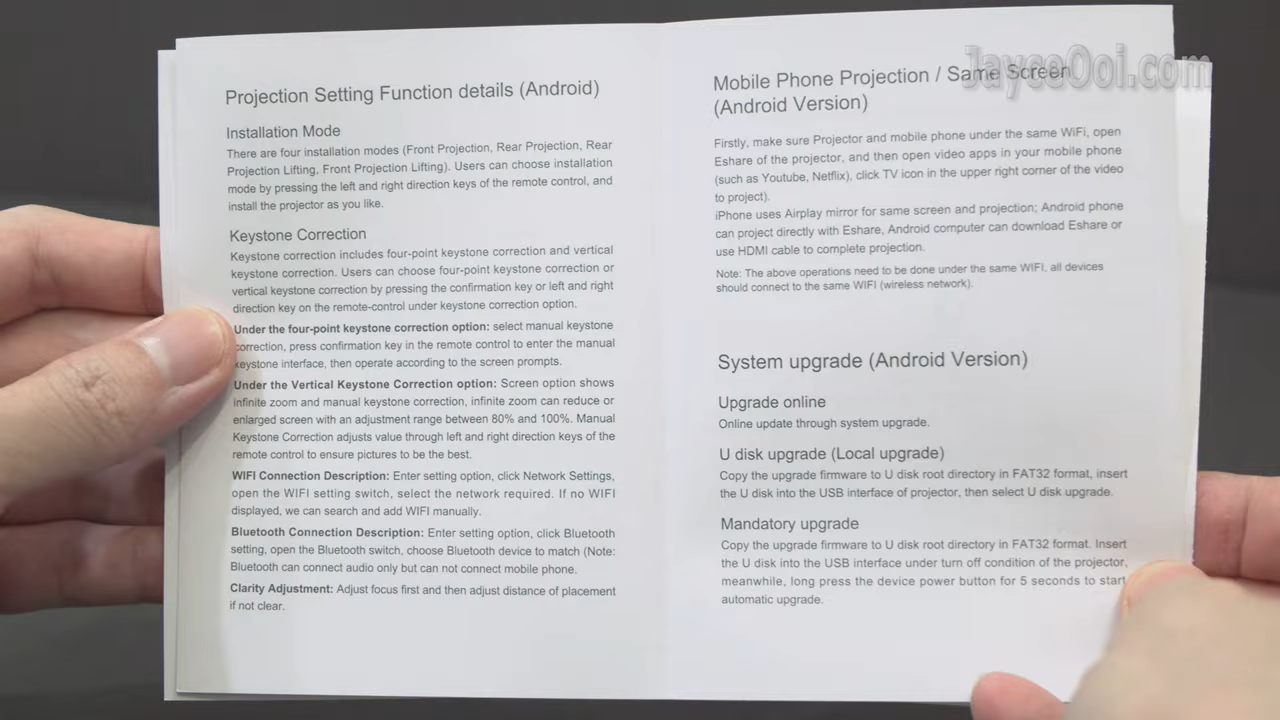 Projection Setting Function details (Android)
Installation Mode
There are four installation modes (Front Projection, Rear Projection, Rear
Projection Lifting, Front Projection Lifting). Users can choose installation
mode by pressing the left and right direction keys of the remote control, and
install the projector as you like.
Keystone Correction
Keystone correction includes four-point keystone correction and vertical
keystone correction. Users can choose four-point keystone correction or
vertical keystone correction by pressing the confirmation key or left and right
direction key on the remote-control under keystone correction option.
Under the four-point keystone correction option: select manual keystone
correction, press confirmation key in the remote control to enter the manual
keystone interface, then operate according to the screen prompts.
Under the Vertical Keystone Correction option: Screen option shows
infinite zoom and manual keystone correction, infinite zoom can reduce or
enlarged screen with an adjustment range between 80% and 100%. Manual
Keystone Correction adjusts value through left and right direction keys of the
remote control to ensure pictures to be the best.
WIFI Connection Description: Enter setting option, click Network Settings,
open the WIFI setting switch, select the network required. If no WIFI
displayed, we can search and add WIFI manually.
Bluetooth Connection Description: Enter setting option, click Bluetooth
setting, open the Bluetooth switch, choose Bluetooth device to match (Note:
Bluetooth can connect audio only but can not connect mobile phone.
Clarity Adjustment: Adjust focus first and then adjust distance of placement
if not clear.
JayceOoi.com
Mobile Phone Projection / Same Screen
(Android Version)
Firstly, make sure Projector and mobile phone under the same WiFi, open
Eshare of the projector, and then open video apps in your mobile phone
(such as Youtube, Netflix), click TV icon in the upper right corner of the video
to project).
iPhone uses Airplay mirror for same screen and projection; Android phone
can project directly with Eshare, Android computer can download Eshare or
use HDMI cable to complete projection.
Note: The above operations need to be done under the same WIFI, all devices
should connect to the same WIFI (wireless network).
System upgrade (Android Version)
Upgrade online
Online update through system upgrade.
U disk upgrade (Local upgrade)
Copy the upgrade firmware to U disk root directory in FAT32 format, insert
the U disk into the USB interface of projector, then select U disk upgrade.
Mandatory upgrade
Copy the upgrade firmware to U disk root directory in FAT32 format. Insert
the U disk into the USB interface under turn off condition of the projector,
meanwhile, long press the device power button for 5 seconds to start
automatic upgrade.